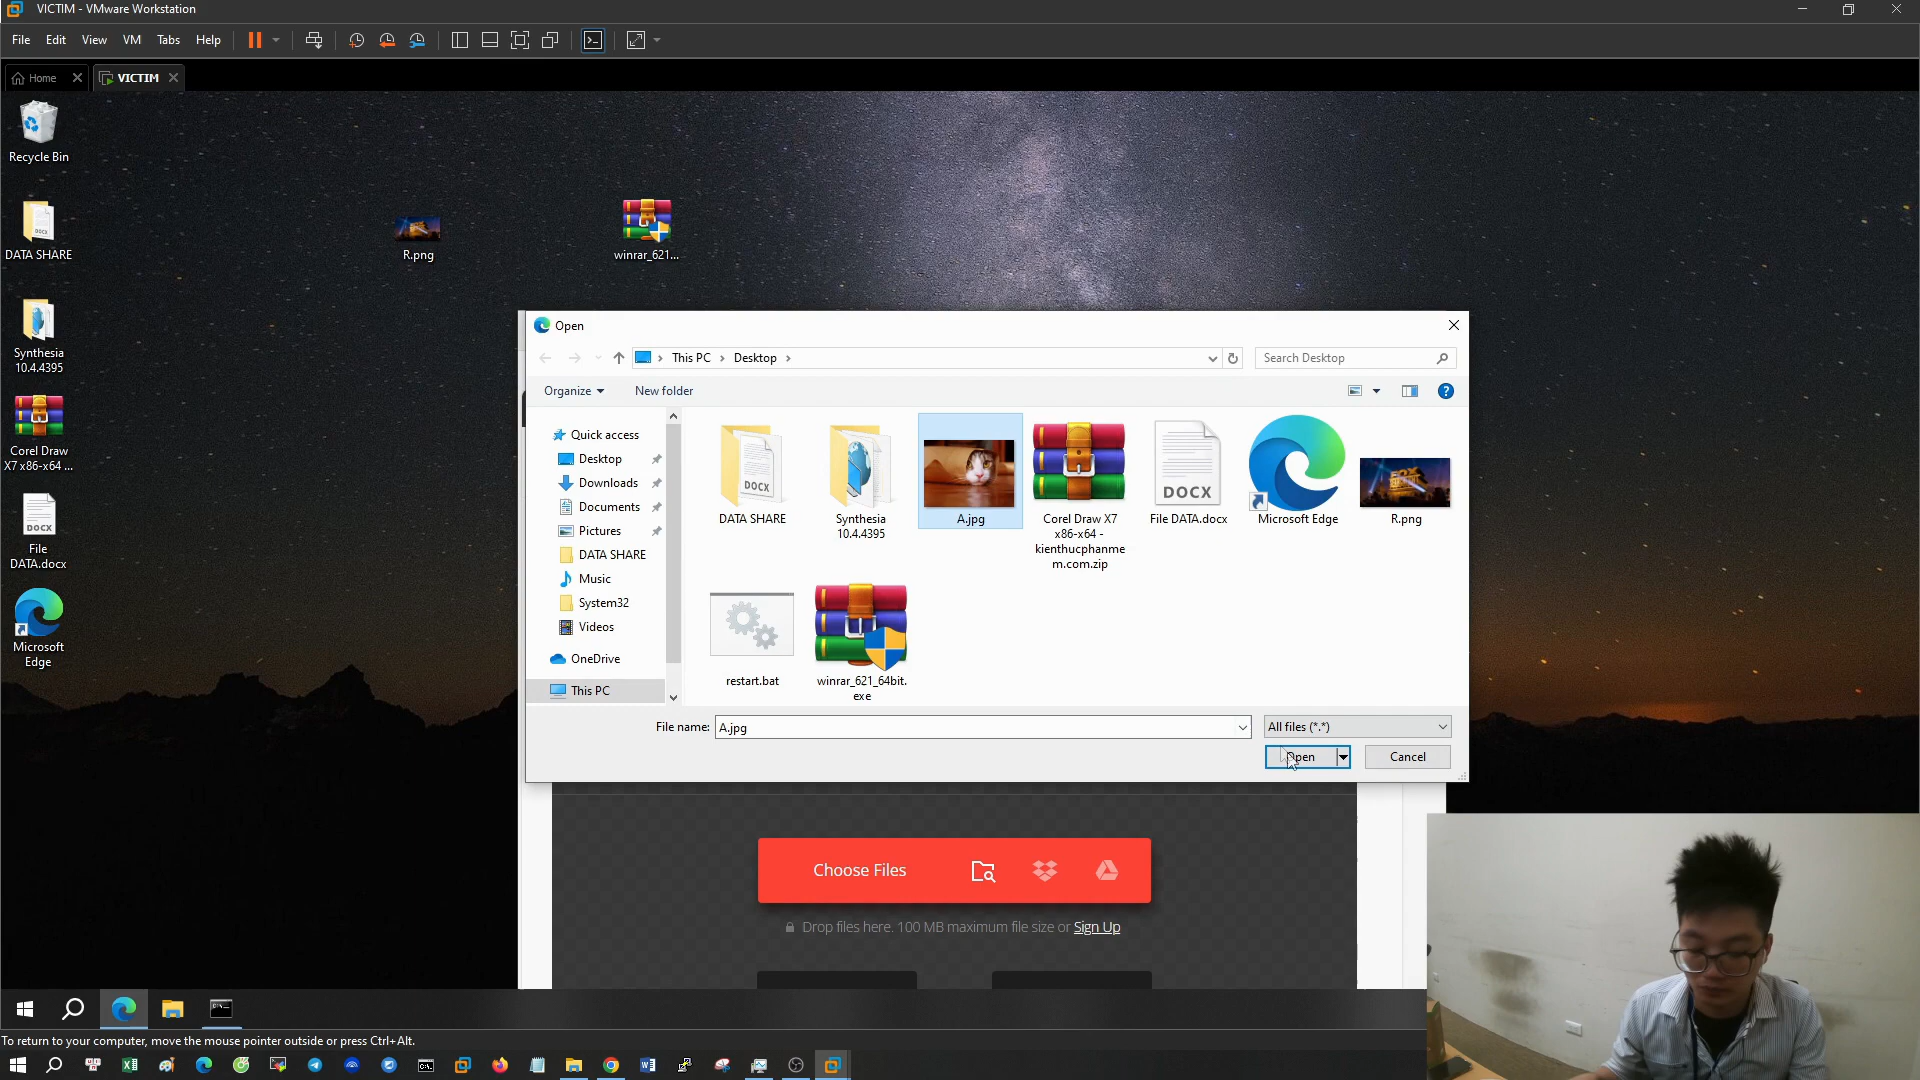 VICTIM - VMware Workstation
File Edit View VM Tabs Help
Home
VICTIM
Recycle Bin
DATA SHARE
Synthesia
10.4.4395
Corel Draw
X7 x86-x64 ...
File
DATA.docx
Microsoft
Edge
R.png
winrar_621...
Open
This PC
Desktop
Search Desktop
Organize
New folder
Quick access
Desktop
Downloads
Documents
Pictures
DATA SHARE
Music
System32
Videos
OneDrive
This PC
DATA SHARE
Synthesia
10.4.4395
A.jpg
Corel Draw X7
x86-x64 -
kienthucphanme
m.com.zip
DOCX
File DATA.docx
Microsoft Edge
R.png
restart.bat
winrar_621_64bit.
exe
File name:
A.jpg
All files (*.*)
Open
Cancel
Choose Files
Drop files here. 100 MB maximum file size or Sign Up
To return to your computer, move the mouse pointer outside or press Ctrl+Alt.